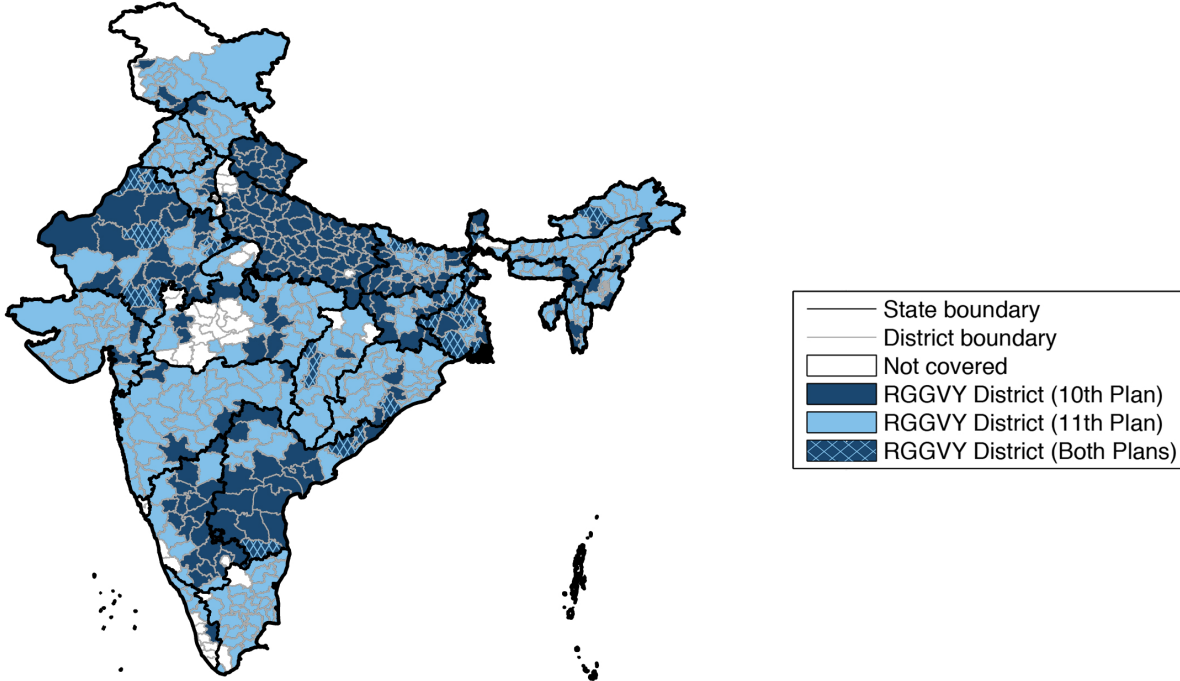 State boundary
District boundary
Not covered
RGGVY District (10th Plan)
RGGVY District (11th Plan)
RGGVY District (Both Plans)